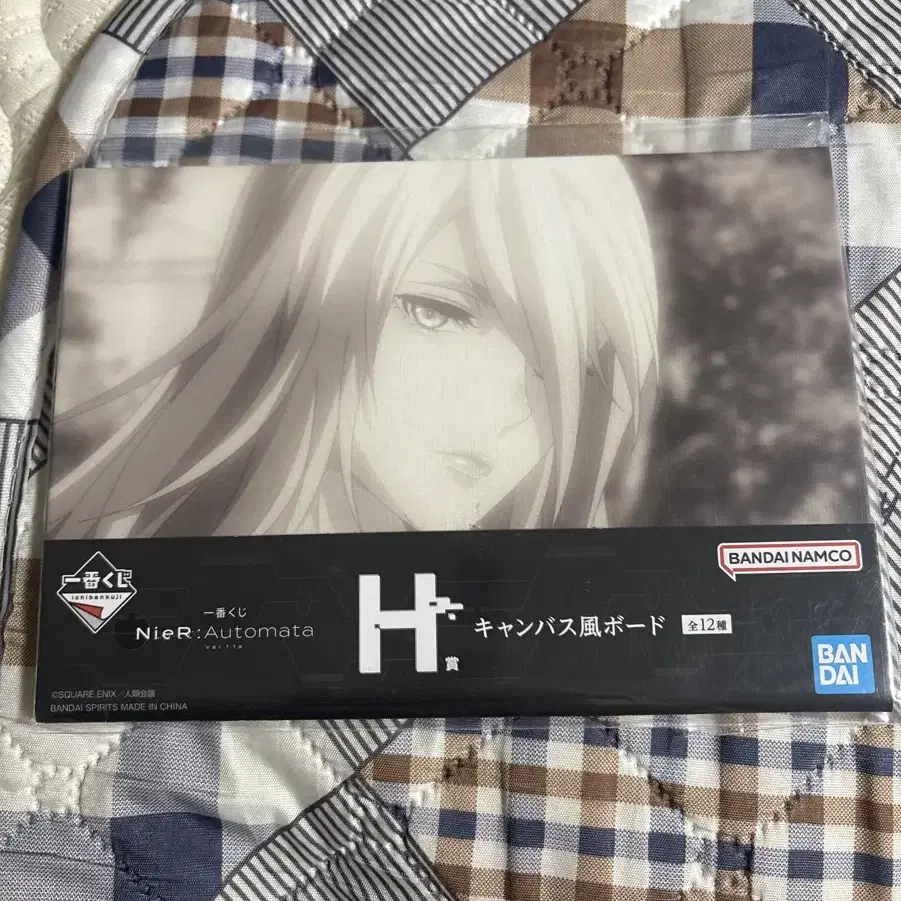 一番くじ
ichibankuji
一番くじ
NieR:Automata
Ver1.1a
H
賞
キャンバス風ボード
全12種
BANDAI NAMCO
BAN
DAI
©SQUARE ENIX／人類会議
BANDAI SPIRITS MADE IN CHINA